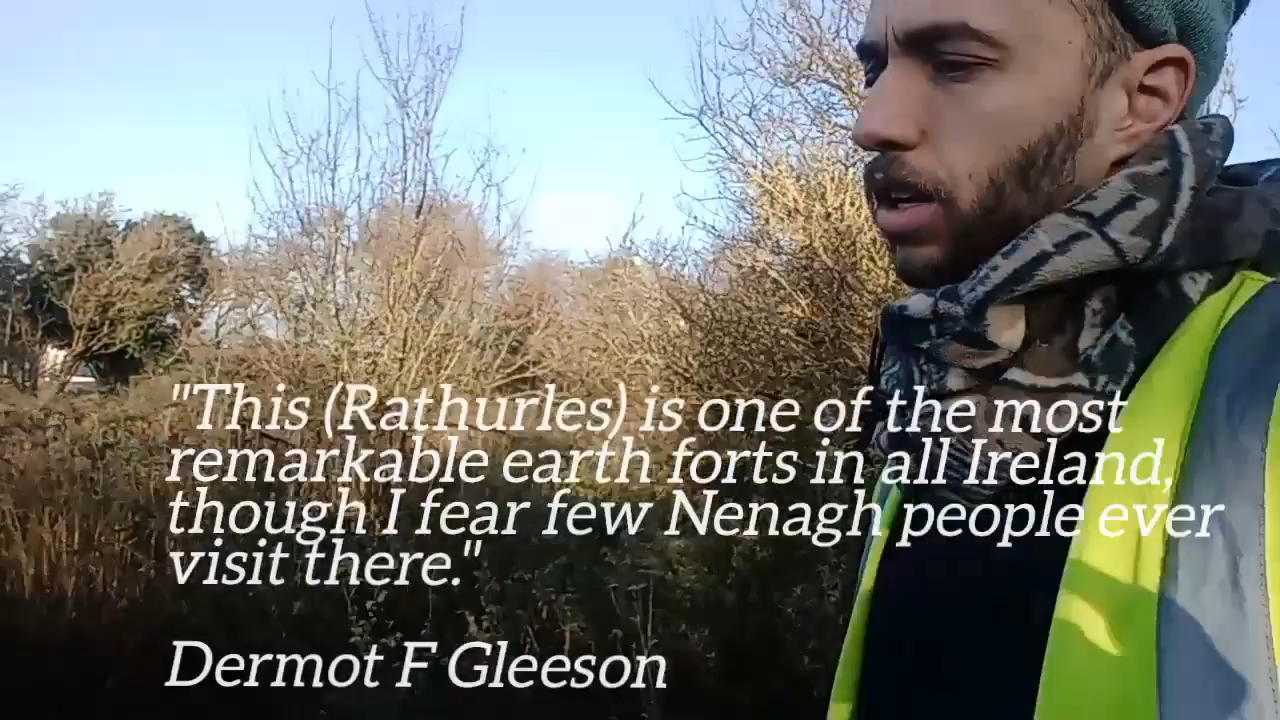 "This (Rathurles) is one of the most
remarkable earth forts in all Ireland,
though I fear few Nenagh people ever
visit there."
Dermot F Gleeson